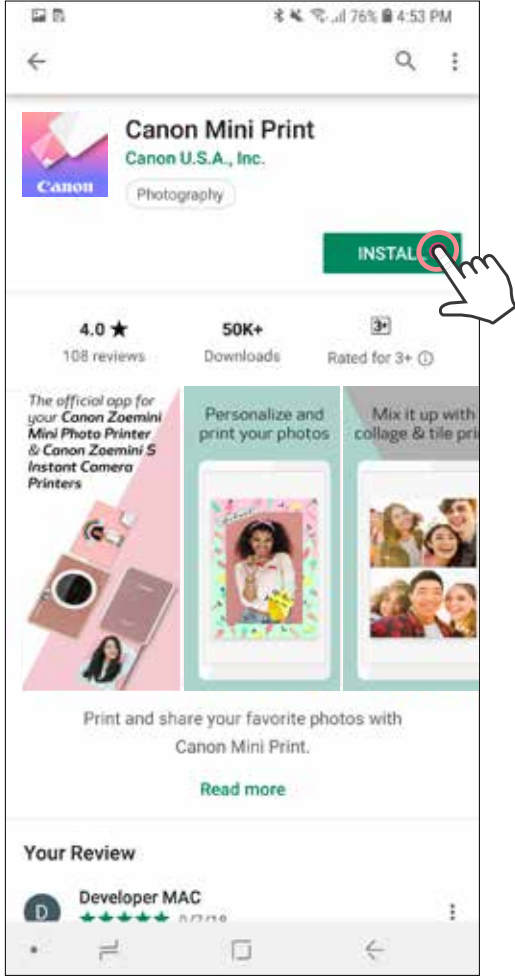 76% 4:53 PM
Canon Mini Print
Canon U.S.A., Inc.
Canon
Photography
INSTALL
4.0 ★
50K+
3+
108 reviews
Downloads
Rated for 3+
The official app for
your Canon Zoemini
Mini Photo Printer
& Canon Zoemini S
Instant Camera
Printers
Personalize and
print your photos
Mix it up with
collage & tile
Print and share your favorite photos with
Canon Mini Print.
Read more
Your Review
D
Developer MAC
★★★★★